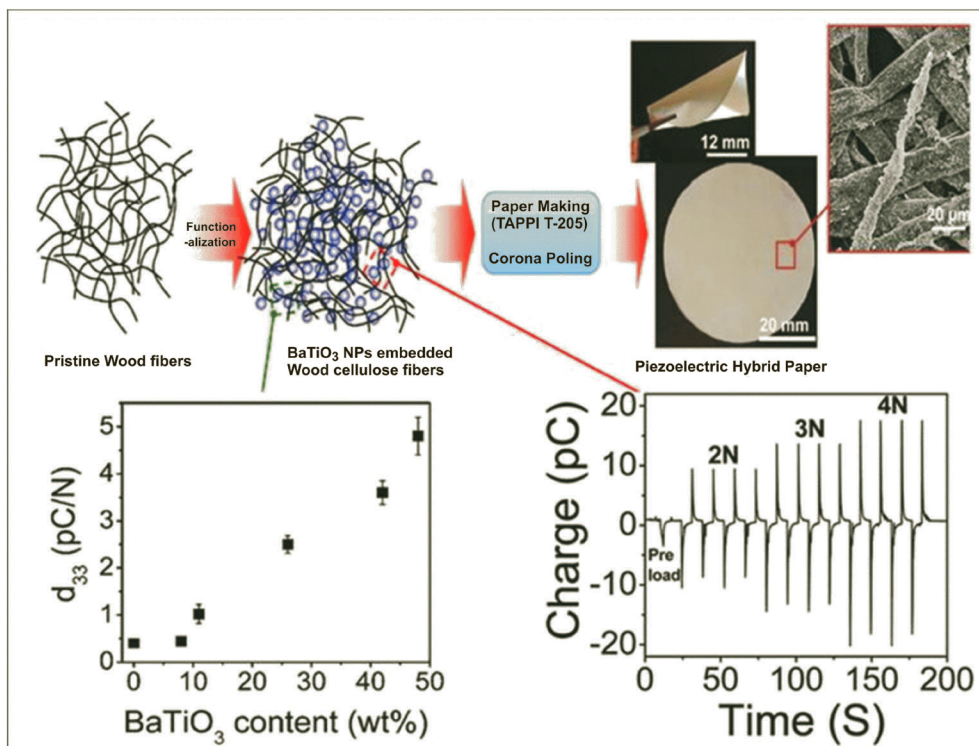 12 mm
20 μm
Function
-alization
Paper Making
(TAPPI T-205)
Corona Poling
20 mm
Pristine Wood fibers
BaTiO3 NPs embedded
Wood cellulose fibers
Piezoelectric Hybrid Paper
d33 (pC/N)
5
4
3
2
1
0
0 10 20 30 40 50
BaTiO3 content (wt%)
Charge (pC)
20
10
0
-10
-20
2N
3N
4N
Pre
load
0 50 100 150 200
Time (S)